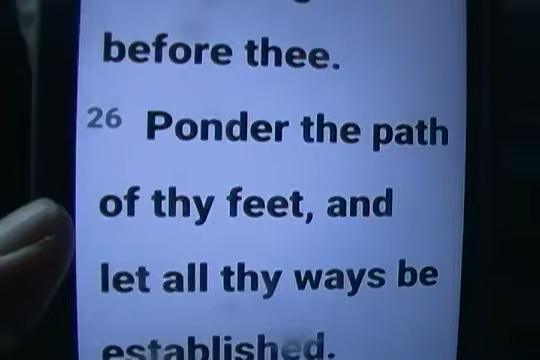 before thee.
26 Ponder the path
of thy feet, and
let all thy ways be
established.